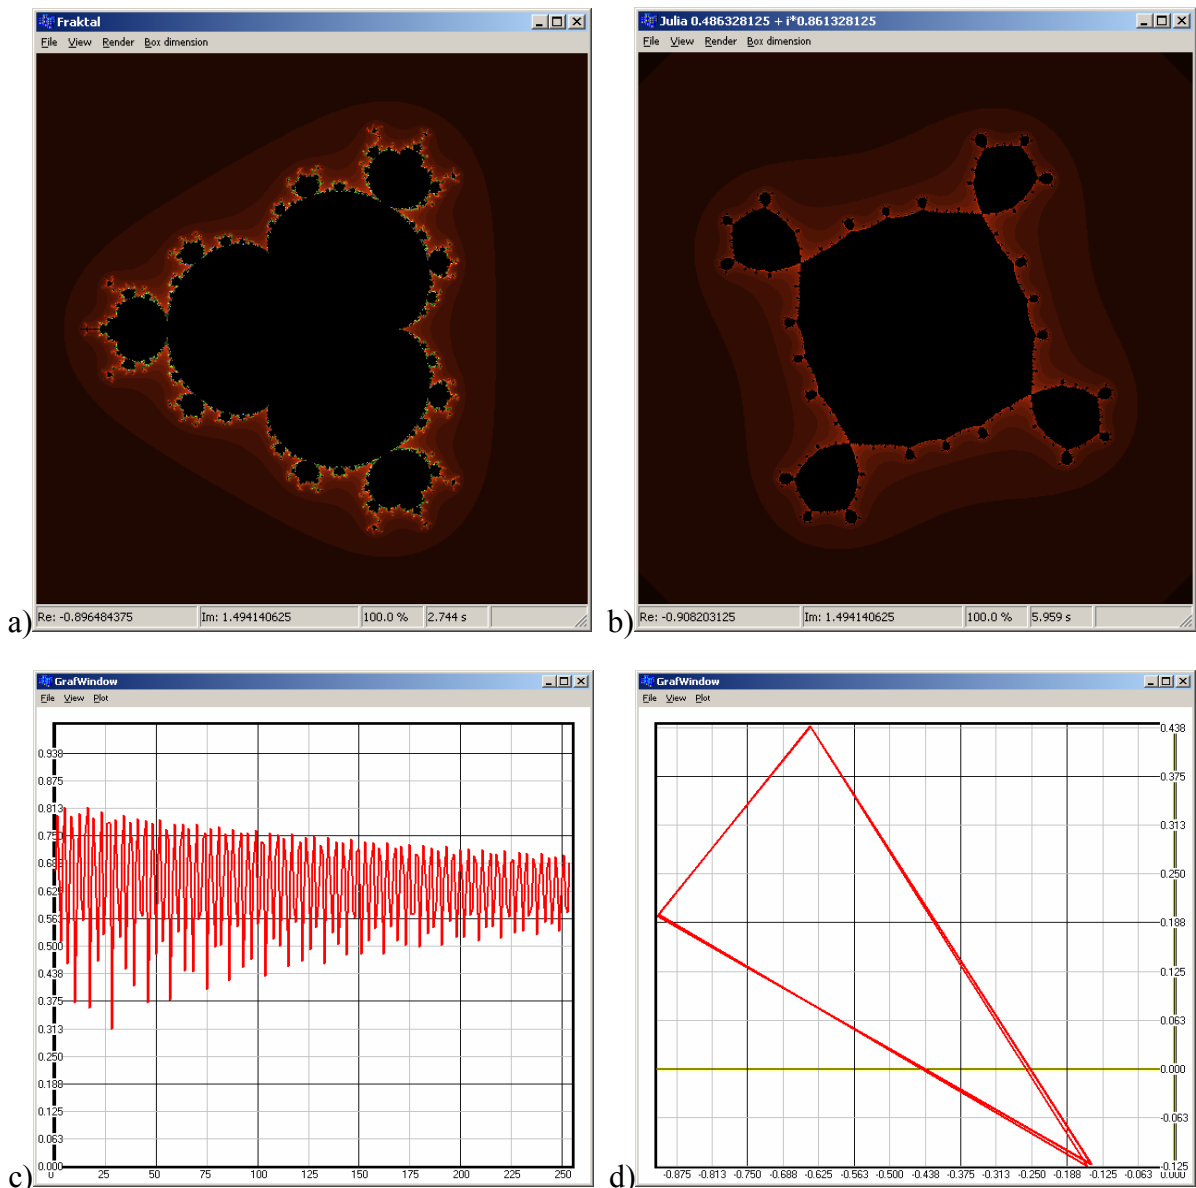 Fraktal
File View Render Box dimension
Re: -0.896484375 Im: 1.494140625 100.0 % 2.744 s
a)
Julia 0.486328125 + i*0.861328125
File View Render Box dimension
Re: -0.908203125 Im: 1.494140625 100.0 % 5.959 s
b)
GrafWindow
File View Plot
0.938
0.875
0.813
0.750
0.68
0.625
0.563
0.500
0.438
0.375
0.313
0.250
0.188
0.125
0.063
0.000
0 25 50 75 100 125 150 175 200 225 250
c)
GrafWindow
File View Plot
0.438
0.375
0.313
0.250
0.188
0.125
0.063
0.000
-0.063
-0.125
-0.875 -0.813 -0.750 -0.688 -0.625 -0.563 -0.500 -0.438 -0.375 -0.313 -0.250 -0.188 -0.125 -0.063 0.000
d)